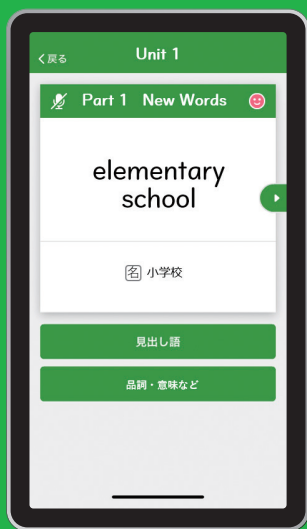 戻る
Unit 1
Part 1 New Words
elementary
school
名 小学校
見出し語
品詞・意味など